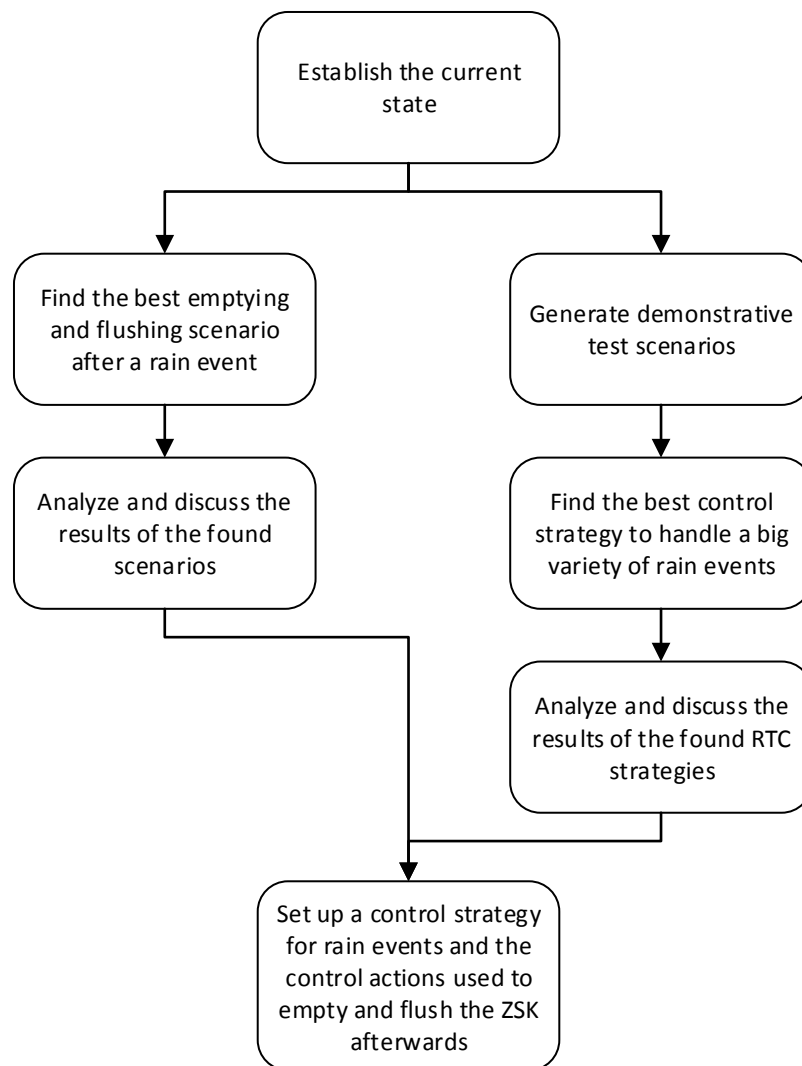 Establish the current
state
Find the best emptying
and flushing scenario
after a rain event
Generate demonstrative
test scenarios
Analyze and discuss the
results of the found
scenarios
Find the best control
strategy to handle a big
variety of rain events
Analyze and discuss the
results of the found RTC
strategies
Set up a control strategy
for rain events and the
control actions used to
empty and flush the ZSK
afterwards